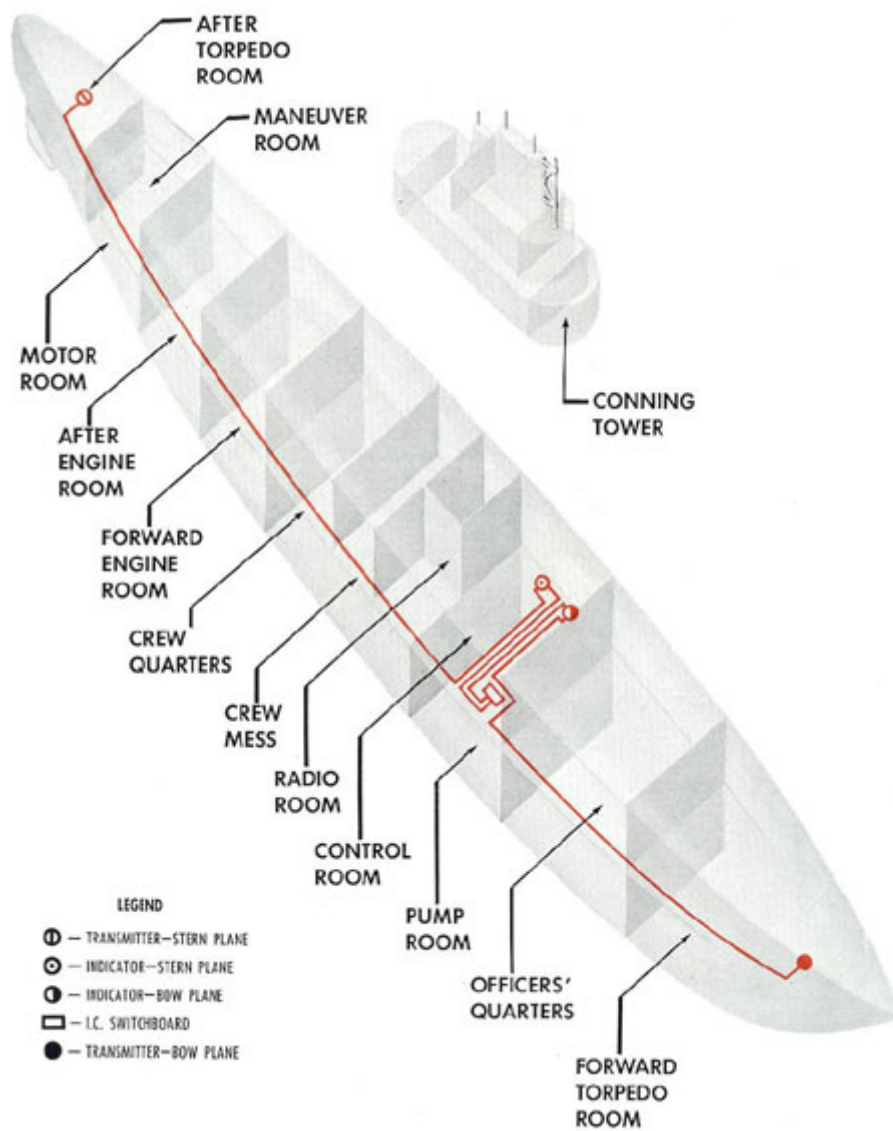 AFTER
TORPEDO
ROOM
MANEUVER
ROOM
MOTOR
ROOM
CONNING
TOWER
AFTER
ENGINE
ROOM
FORWARD
ENGINE
ROOM
CREW
QUARTERS
CREW
MESS
RADIO
ROOM
CONTROL
ROOM
PUMP
ROOM
OFFICERS'
QUARTERS
FORWARD
TORPEDO
ROOM
LEGEND
— TRANSMITTER—STERN PLANE
— INDICATOR—STERN PLANE
— INDICATOR—BOW PLANE
— I.C. SWITCHBOARD
— TRANSMITTER—BOW PLANE